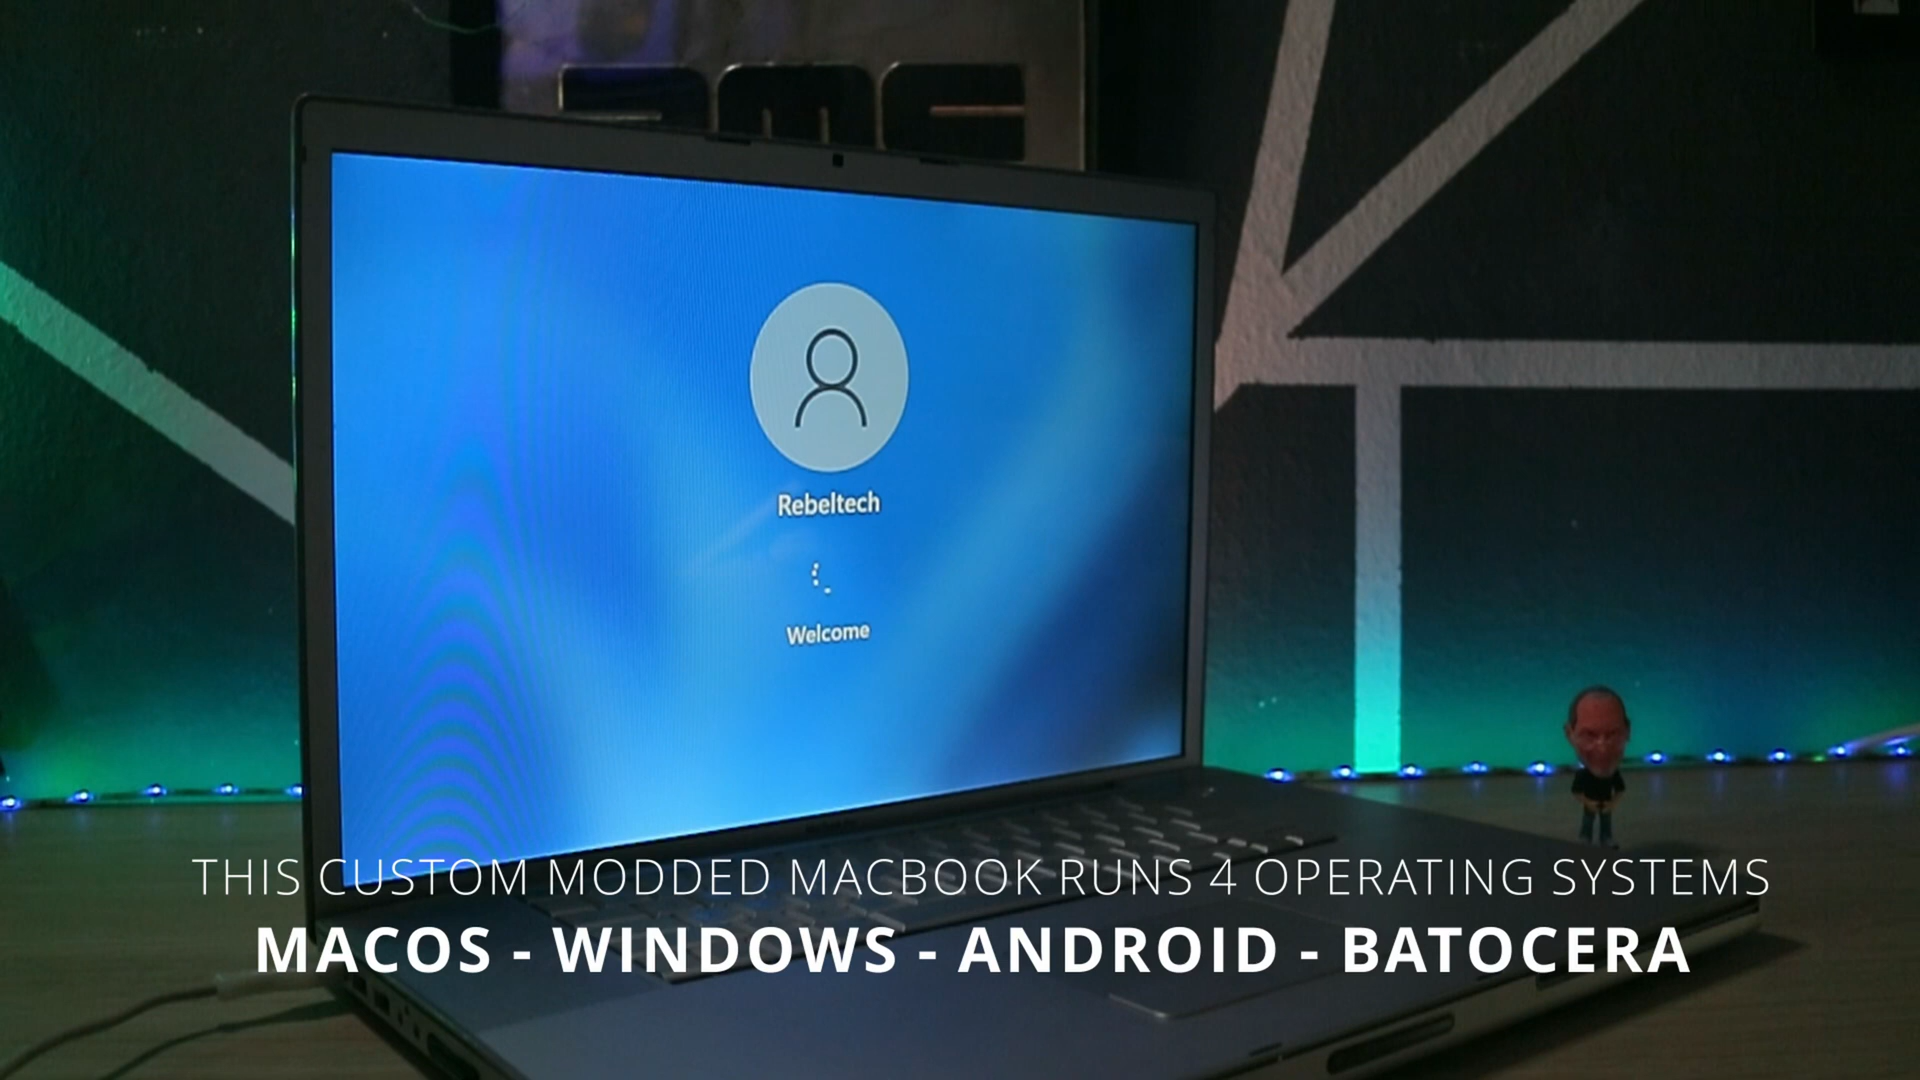 Rebeltech
Welcome
THIS CUSTOM MODDED MACBOOK RUNS 4 OPERATING SYSTEMS
MACOS - WINDOWS - ANDROID - BATOCERA